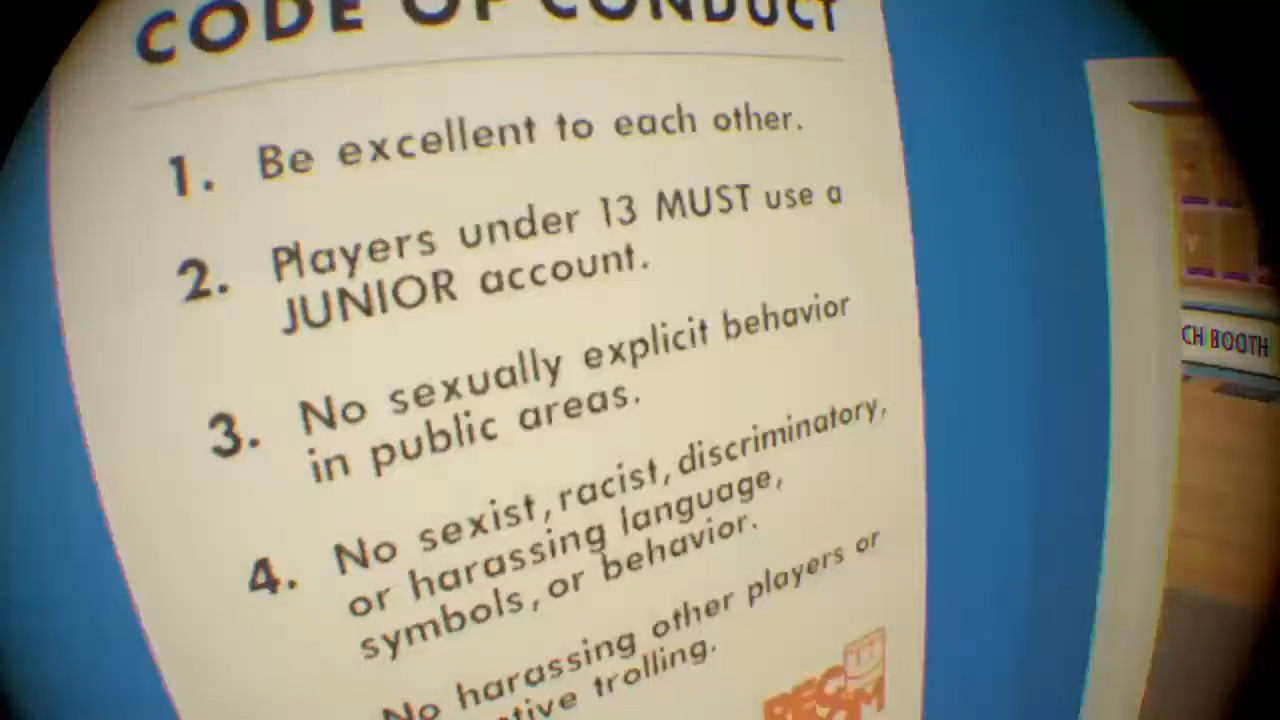 CODE OF CONDUCT
1. Be excellent to each other.
2. Players under 13 MUST use a
JUNIOR account.
3. No sexually explicit behavior
in public areas.
4. No sexist, racist, discriminatory,
or harassing language,
symbols, or behavior.
No harassing other players or
trolling.
REC
CH BOOTH